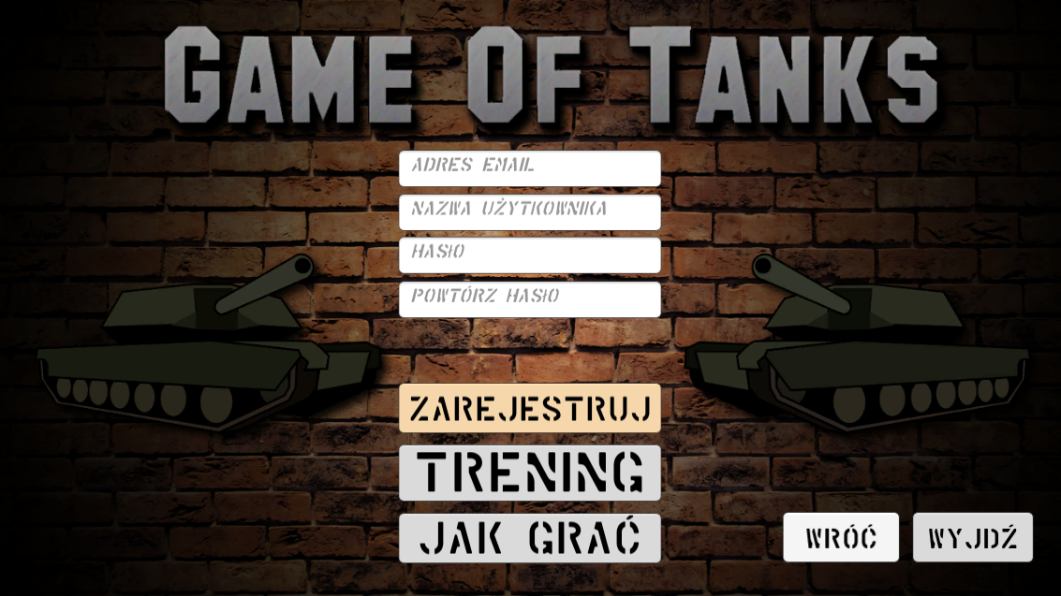 GAME OF TANKS
ADRES EMAIL
NAZWA UŻYTKOWNIKA
HASŁO
POWTÓRZ HASŁO
ZAREJESTRUJ
TRENING
JAK GRAĆ
WRÓĆ
WYJDŹ